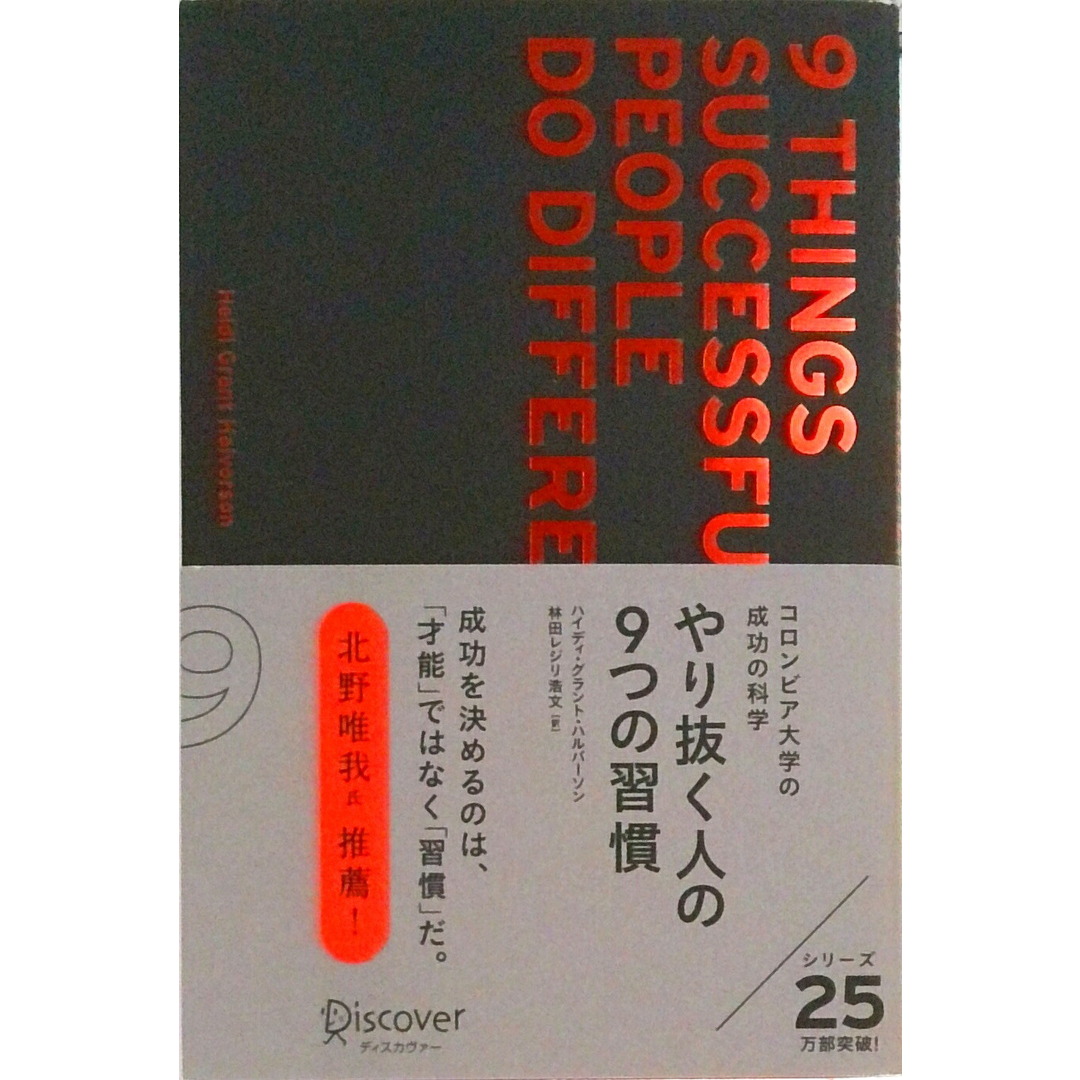 9 THINGS
SUCCESSFU
PEOPLE
DO DIFFERE
Heidi Grant Halvorson
コロンビア大学の
成功の科学
やり抜く人の
9つの習慣
ハイディ・グラント・ハルバーソン
林田レジリ浩文[訳]
成功を決めるのは、
「才能」ではなく「習慣」だ。
北野唯我氏 推薦!
9
シリーズ
25
万部突破!
Discover
ディスカヴァー